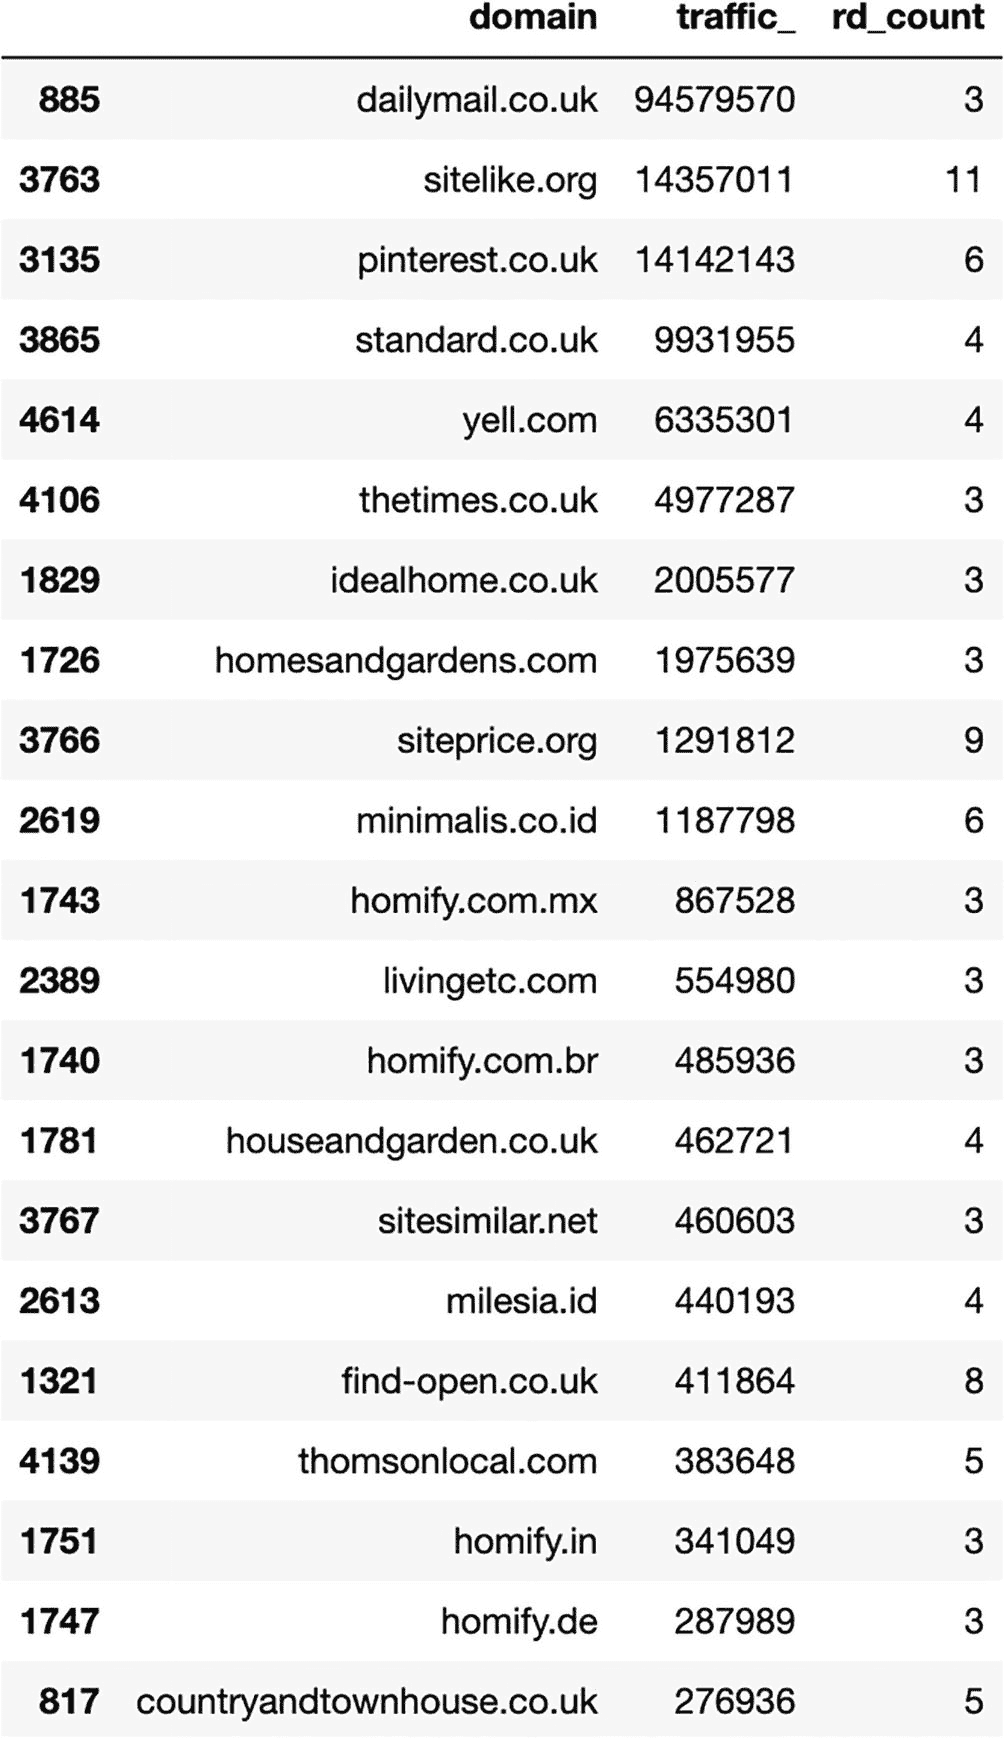 domain traffic_ rd_count
885 dailymail.co.uk 94579570 3
3763 sitelike.org 14357011 11
3135 pinterest.co.uk 14142143 6
3865 standard.co.uk 9931955 4
4614 yell.com 6335301 4
4106 thetimes.co.uk 4977287 3
1829 idealhome.co.uk 2005577 3
1726 homesandgardens.com 1975639 3
3766 siteprice.org 1291812 9
2619 minimalis.co.id 1187798 6
1743 homify.com.mx 867528 3
2389 livingetc.com 554980 3
1740 homify.com.br 485936 3
1781 houseandgarden.co.uk 462721 4
3767 sitesimilar.net 460603 3
2613 milesia.id 440193 4
1321 find-open.co.uk 411864 8
4139 thomsonlocal.com 383648 5
1751 homify.in 341049 3
1747 homify.de 287989 3
817 countryandtownhouse.co.uk 276936 5